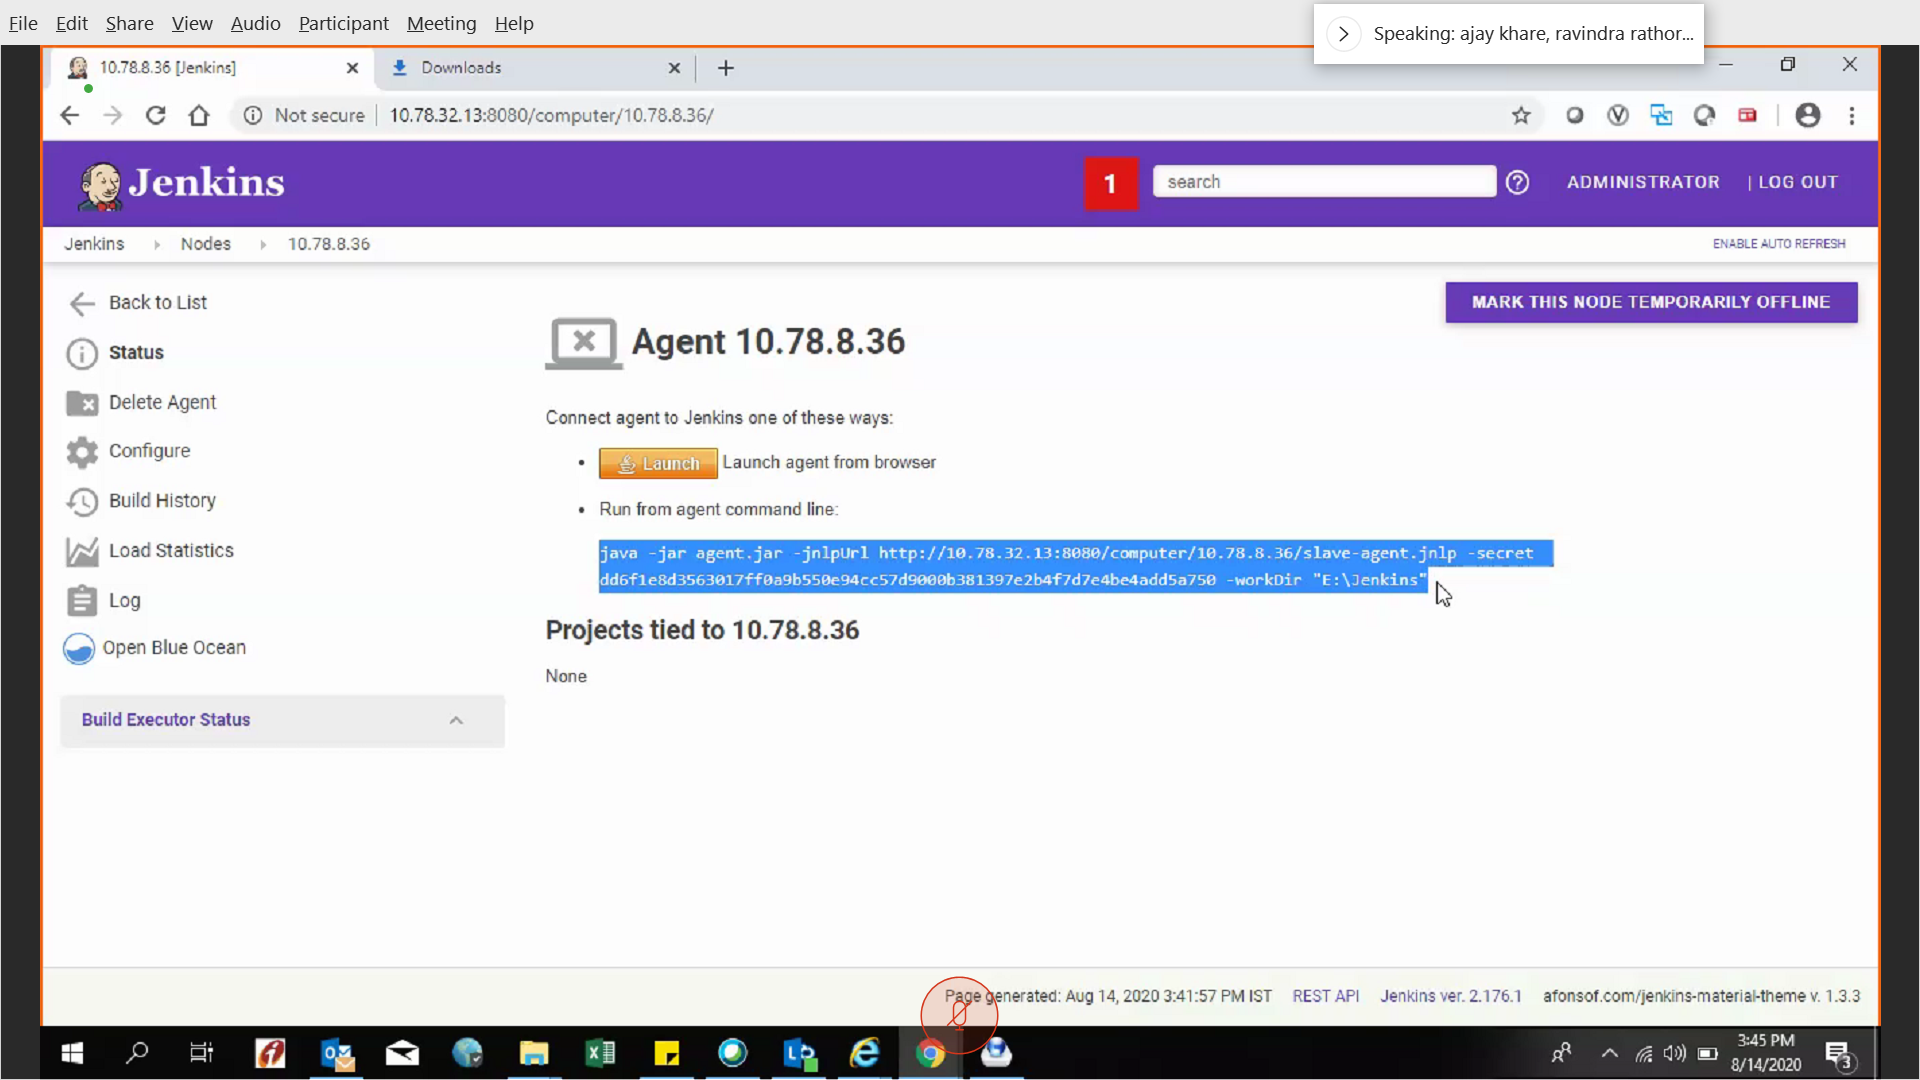 File Edit Share View Audio Participant Meeting Help
Speaking: ajay khare, ravindra rathor...
10.78.8.36 [Jenkins]
Downloads
Not secure
10.78.32.13:8080/computer/10.78.8.36/
Jenkins
1
search
ADMINISTRATOR
| LOG OUT
Jenkins
Nodes
10.78.8.36
ENABLE AUTO REFRESH
Back to List
Status
Delete Agent
Configure
Build History
Load Statistics
Log
Open Blue Ocean
Build Executor Status
MARK THIS NODE TEMPORARILY OFFLINE
Agent 10.78.8.36
Connect agent to Jenkins one of these ways:
Launch Launch agent from browser
Run from agent command line:
java -jar agent.jar -jnlpUrl http://10.78.32.13:8080/computer/10.78.8.36/slave-agent.jnlp -secret
dd6f1e8d3563017ff0a9b550e94cc57d9000b381397e2b4f7d7e4be4add5a750 -workDir "E:\Jenkins"
Projects tied to 10.78.8.36
None
Page generated: Aug 14, 2020 3:41:57 PM IST
REST API
Jenkins ver. 2.176.1
afonsof.com/jenkins-material-theme v. 1.3.3
3:45 PM
8/14/2020
3